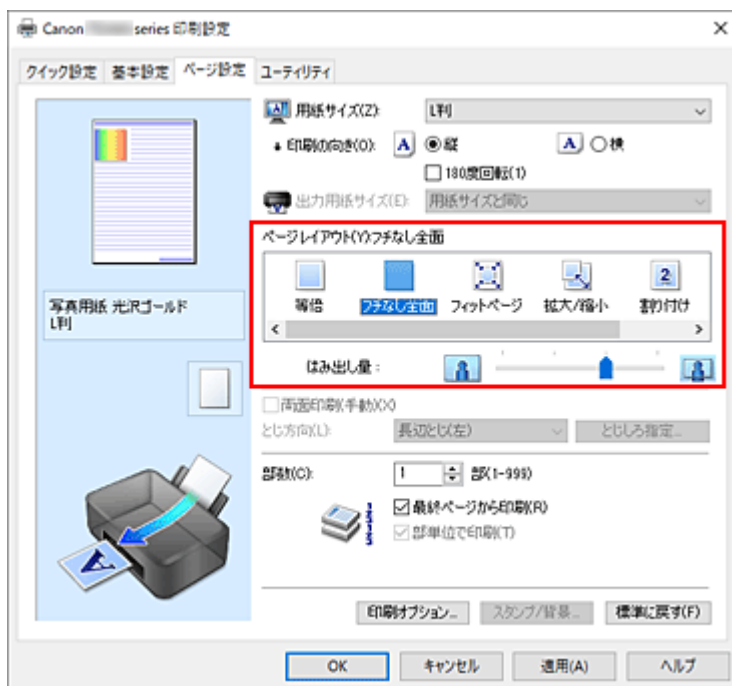 Canon series 印刷設定
クイック設定 基本設定 ページ設定 ユーティリティ
用紙サイズ(Z): L判
印刷の向き(O): A 縦 A 横
180度回転(1)
出力用紙サイズ(E): 用紙サイズと同じ
ページレイアウト(Y):フチなし全面
2
等倍 フチなし全面 フィットページ 拡大/縮小 割り付け
写真用紙 光沢ゴールド
L判
はみ出し量:
両面印刷(手動)(X)
とじ方向(L): 長辺とじ(左) とじしろ指定...
部数(C): 1 部(1-999)
最終ページから印刷(R)
部単位で印刷(T)
A
印刷オプション... スタンプ/背景... 標準に戻す(F)
OK キャンセル 適用(A) ヘルプ